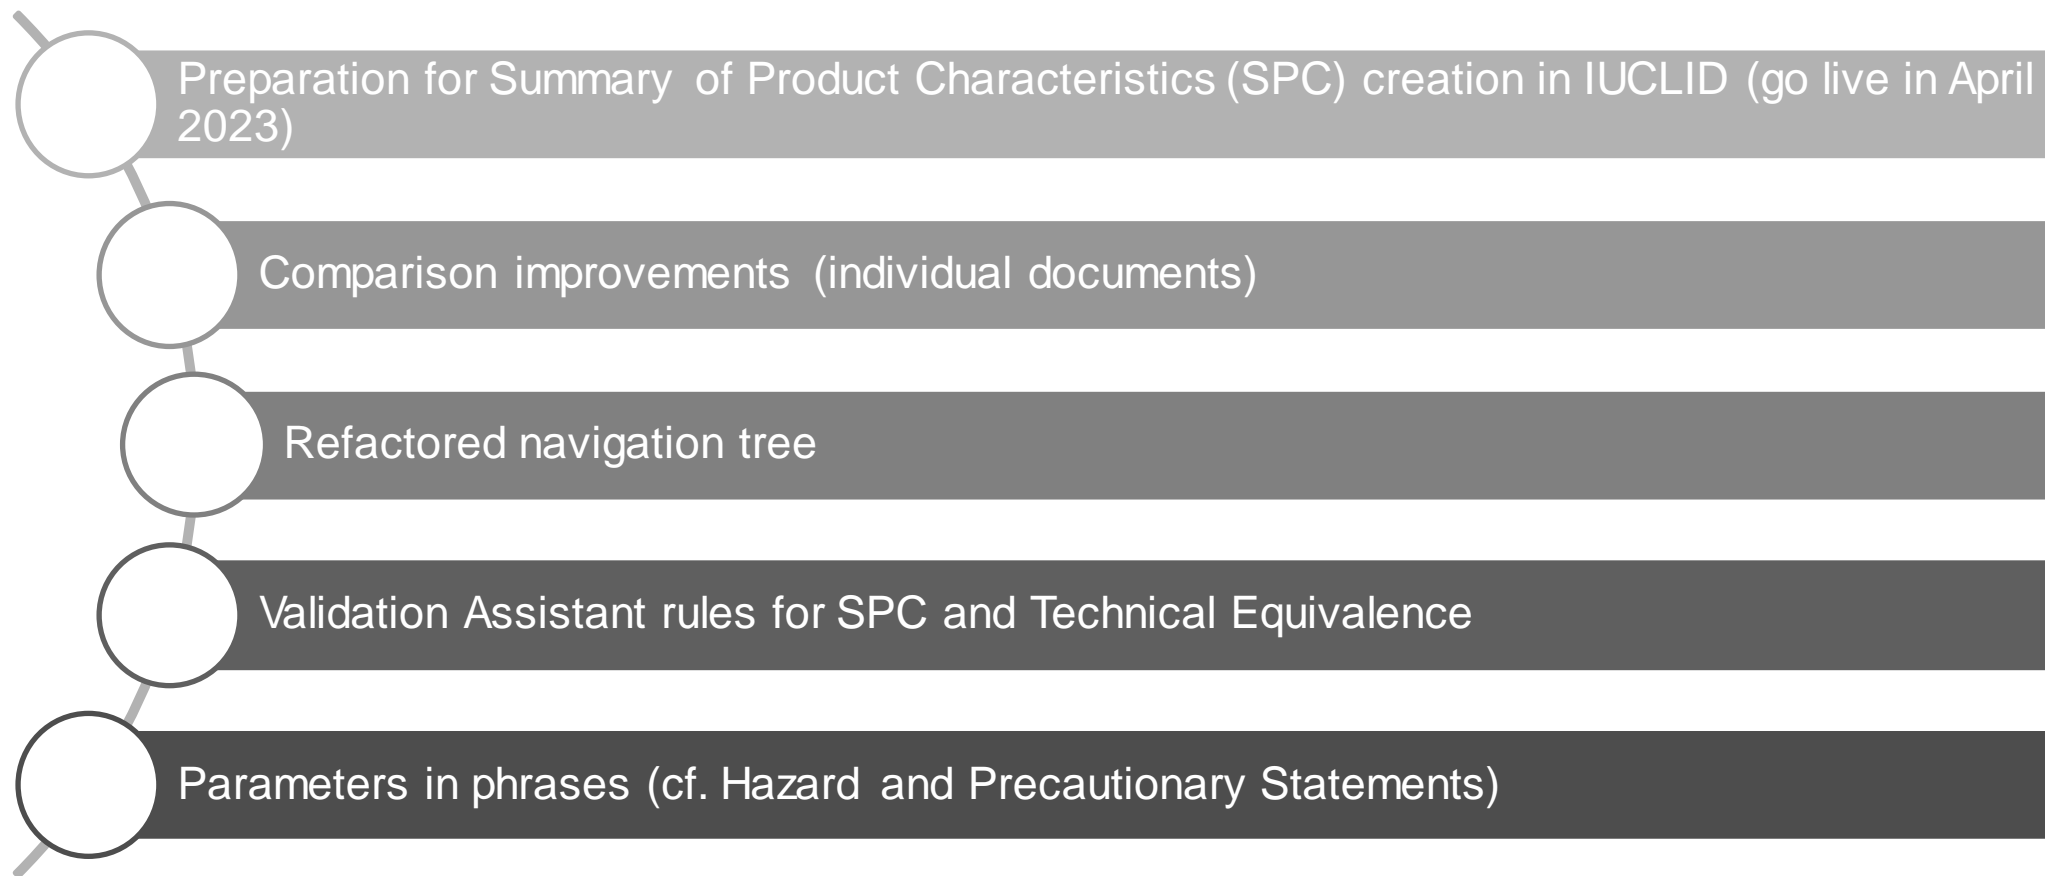 Preparation for Summary of Product Characteristics (SPC) creation in IUCLID (go live in April
2023)
Comparison improvements (individual documents)
Refactored navigation tree
Validation Assistant rules for SPC and Technical Equivalence
Parameters in phrases (cf. Hazard and Precautionary Statements)